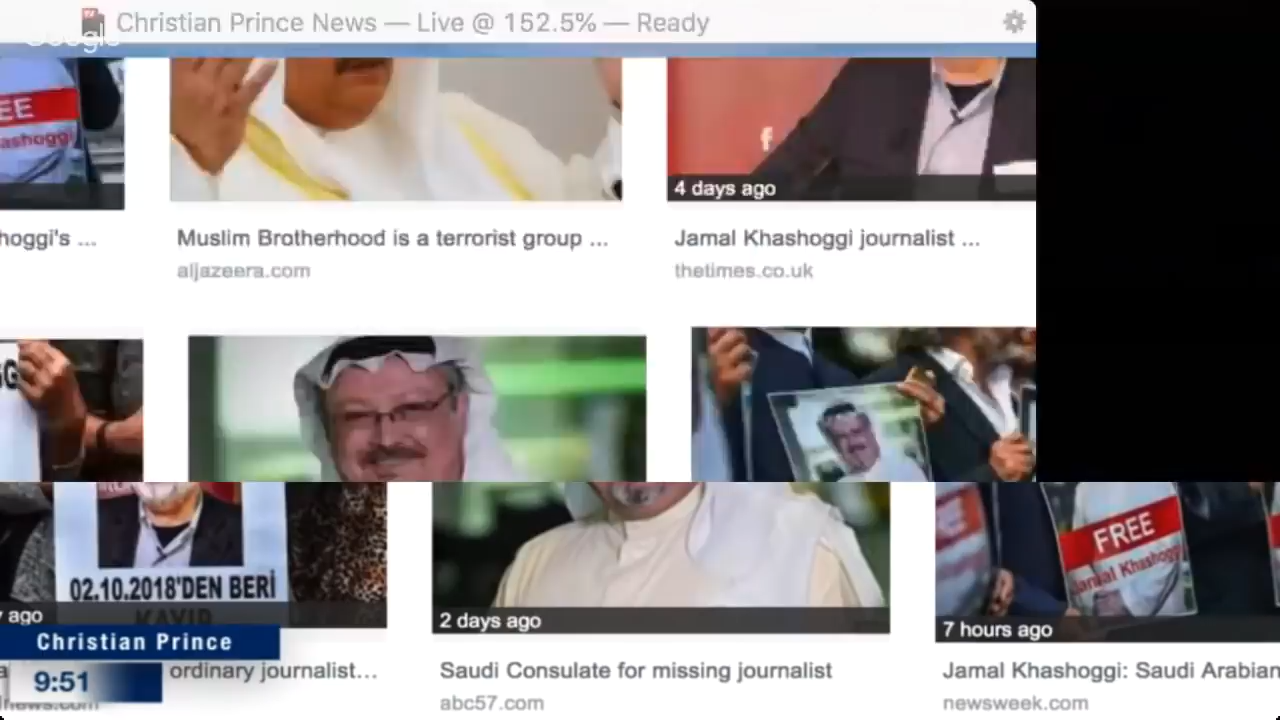 Christian Prince News — Live @ 152.5% — Ready
Google
EE
ashoggi
f
4 days ago
hoggi's ...
Muslim Brotherhood is a terrorist group ...
Jamal Khashoggi journalist ...
aljazeera.com
thetimes.co.uk
02.10.2018'DEN BERİ
KAYIP
FREE
Jamal Khashoggi
ago
2 days ago
7 hours ago
Christian Prince
ordinary journalist...
Saudi Consulate for missing journalist
Jamal Khashoggi: Saudi Arabian
9:51
abc57.com
newsweek.com